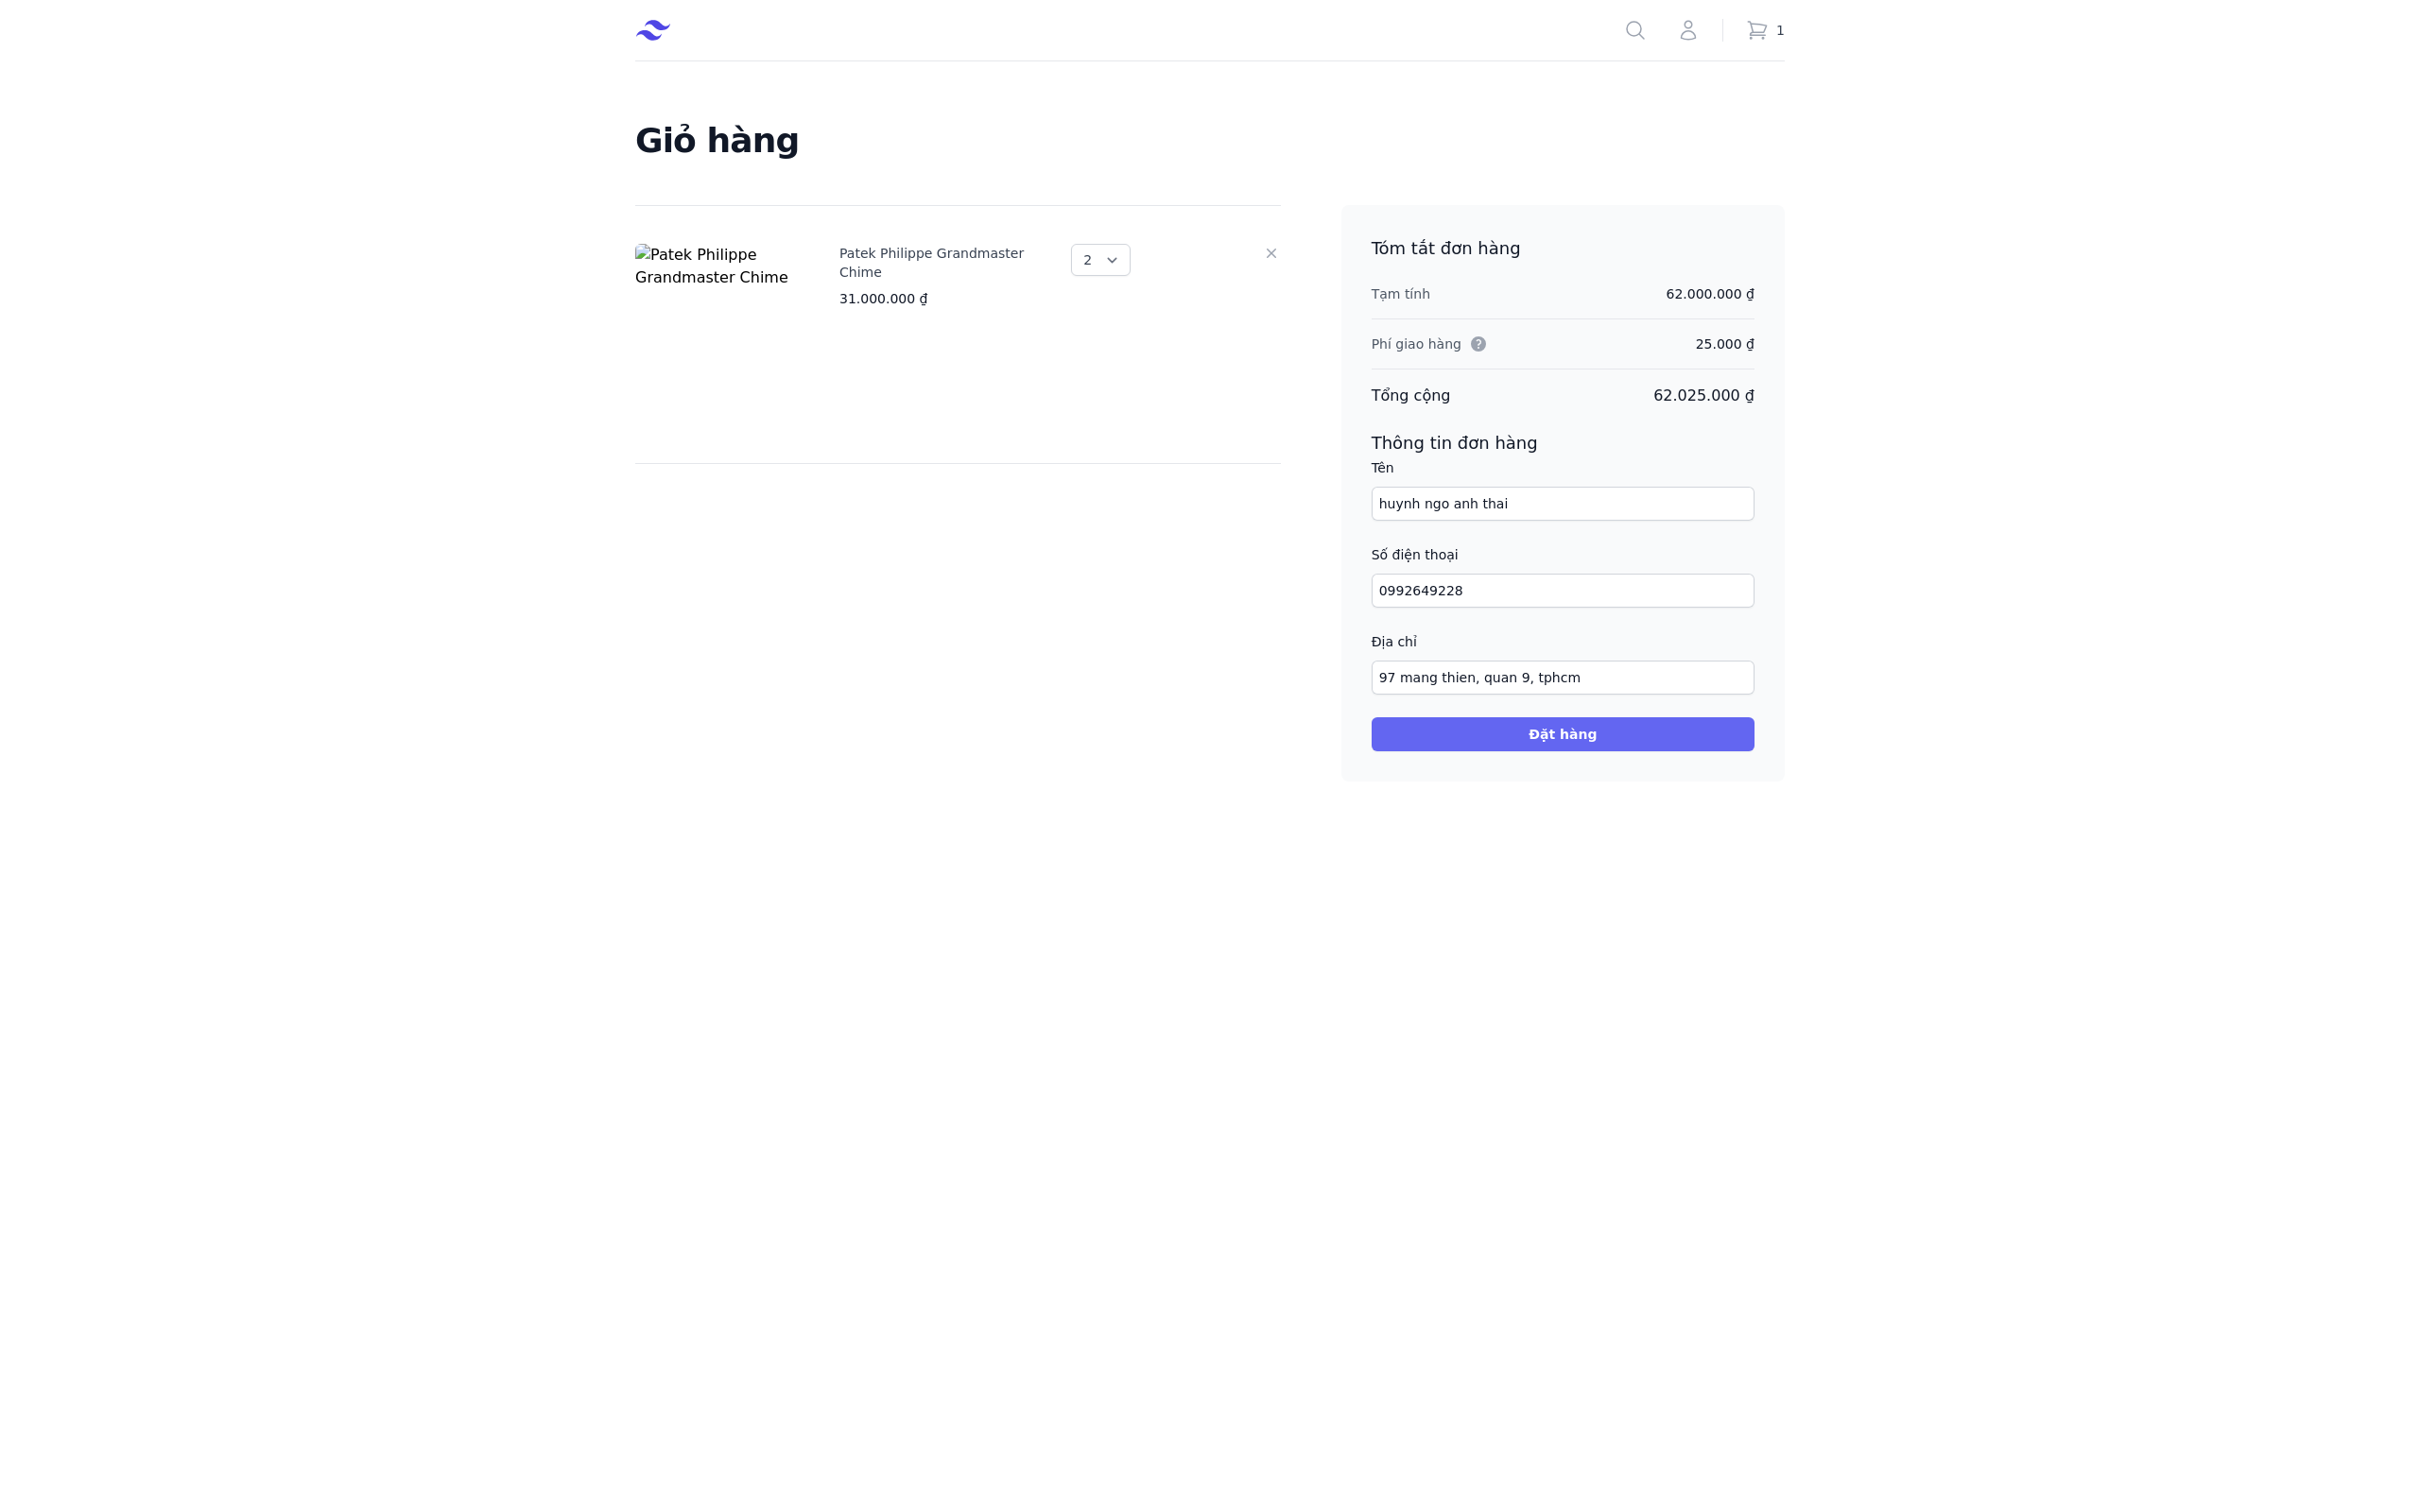 1
Giỏ hàng
Patek Philippe
Grandmaster Chime
Patek Philippe Grandmaster
Chime
31.000.000 ₫
2
Tóm tắt đơn hàng
Tạm tính 62.000.000 ₫
Phí giao hàng ? 25.000 ₫
Tổng cộng 62.025.000 ₫
Thông tin đơn hàng
Tên
huynh ngo anh thai
Số điện thoại
0992649228
Địa chỉ
97 mang thien, quan 9, tphcm
Đặt hàng